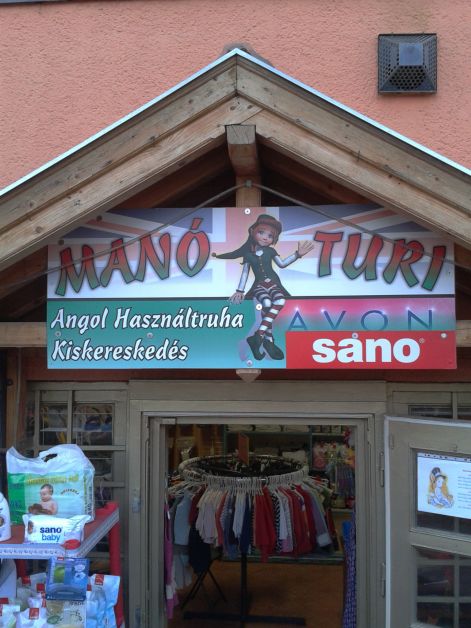 MANÓ TURI
Angol Használtruha
Kiskereskedés
AVON
sano®
sano
baby